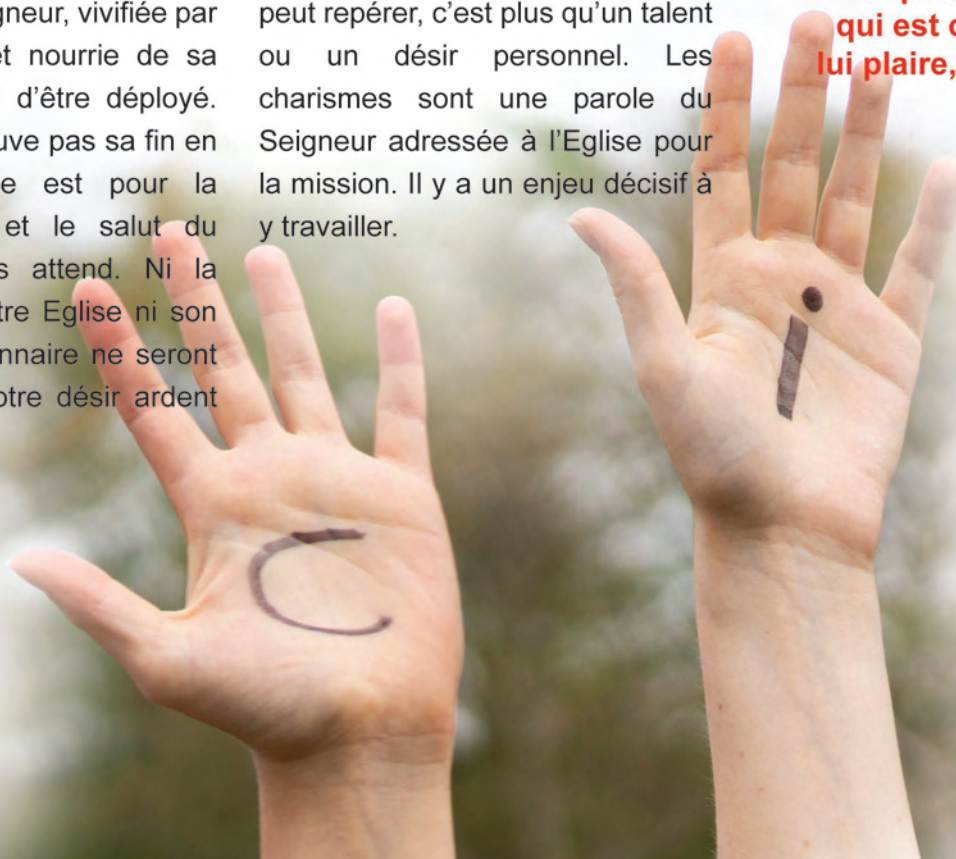 gneur, vivifiée par
et nourrie de sa
d'être déployé.
uve pas sa fin en
e est pour la
et le salut du
s attend. Ni la
tre Eglise ni son
nnaire ne seront
otre désir ardent
peut repérer, c'est plus qu'un talent
ou un désir personnel. Les
charismes sont une parole du
Seigneur adressée à l'Eglise pour
la mission. Il y a un enjeu décisif à
y travailler.
qui est
lui plaire,
C
i